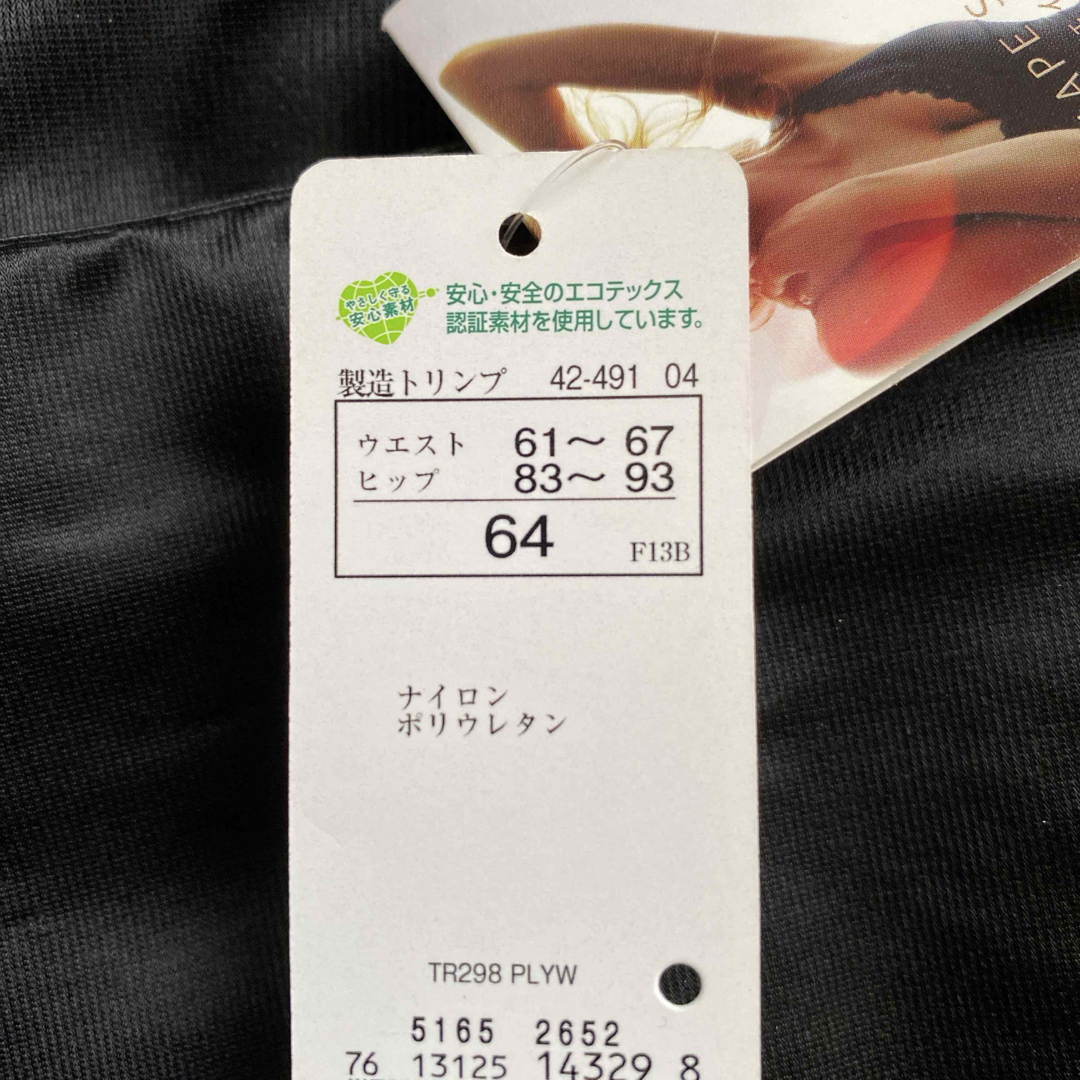 APE S
やさしく守る
安心素材
安心・安全のエコテックス
認証素材を使用しています。
製造トリンプ 42-491 04
ウエスト 61～ 67
ヒップ 83～ 93
64 F13B
ナイロン
ポリウレタン
TR298 PLYW
5165 2652
76 13125 14329 8